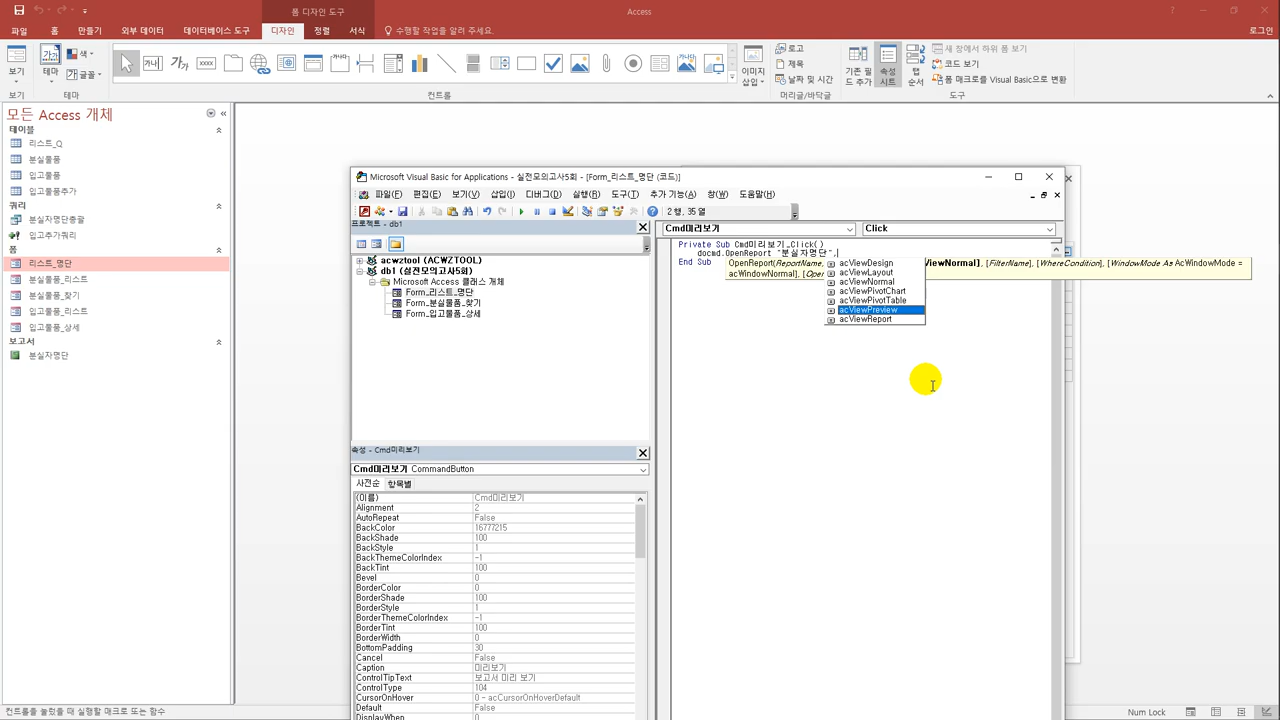 폼 디자인 도구
Access
파일
홈
만들기
외부 데이터
데이터베이스 도구
디자인
정렬
서식
수행할 작업을 알려 주세요.
로그인
보기
테마
색
글꼴
이미지 삽입
로고
제목
날짜 및 시간
기존 필드 추가
속성 시트
탭 순서
새 창에서 하위 폼 보기
코드 보기
폼 매크로를 Visual Basic으로 변환
보기
테마
컨트롤
머리글/바닥글
도구
모든 Access 개체
테이블
리스트_Q
분실물품
입고물품
입고물품추가
쿼리
분실자명단총괄
입고추가쿼리
폼
리스트_명단
분실물품_리스트
분실물품_찾기
입고물품_리스트
입고물품_상세
보고서
분실자명단
Microsoft Visual Basic for Applications - 실전모의고사5회 - [Form_리스트_명단 (코드)]
파일(F) 편집(E) 보기(V) 삽입(I) 디버그(D) 실행(R) 도구(T) 추가 기능(A) 창(W) 도움말(H)
2 행, 35 열
프로젝트 - db1
acwztool (ACWZTOOL)
db1 (실전모의고사5회)
Microsoft Access 클래스 개체
Form_리스트_명단
Form_분실물품_찾기
Form_입고물품_상세
Cmd미리보기
Click
Private Sub Cmd미리보기_Click()
docmd.OpenReport "분실자명단",
End Sub
OpenReport(ReportName, ViewNormal], [FilterName], [WhereCondition], [WindowMode As AcWindowMode =
acWindowNormal],
acViewDesign
acViewLayout
acViewNormal
acViewPivotChart
acViewPivotTable
acViewPreview
acViewReport
속성 - Cmd미리보기
Cmd미리보기 CommandButton
사전순 항목별
(이름) Cmd미리보기
Alignment 2
AutoRepeat False
BackColor 16777215
BackShade 100
BackStyle 1
BackThemeColorIndex -1
BackTint 100
Bevel 0
BorderColor 0
BorderShade 100
BorderStyle 1
BorderThemeColorIndex -1
BorderTint 100
BorderWidth 0
BottomPadding 30
Cancel False
Caption 미리보기
ControlTipText 보고서 미리 보기
ControlType 104
CursorOnHover 0 - acCursorOnHoverDefault
Default False
DisplayWhen
컨트롤을 눌렀을 때 실행할 매크로 또는 함수
Num Lock